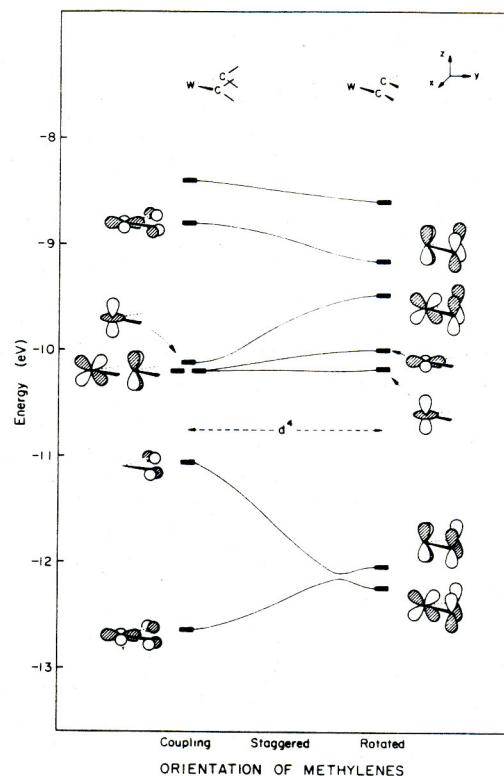 C
W C
W C
C
z
x y
-8
-9
-10
-11
-12
-13
Energy (eV)
d⁴
Coupling Staggered Rotated
ORIENTATION OF METHYLENES